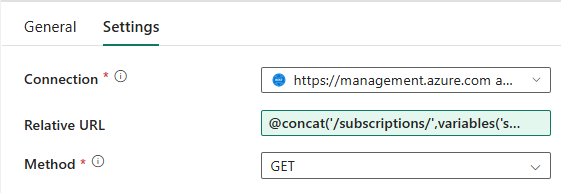 General Settings
Connection * https://management.azure.com a...
Relative URL @concat('/subscriptions/',variables('s...
Method * GET